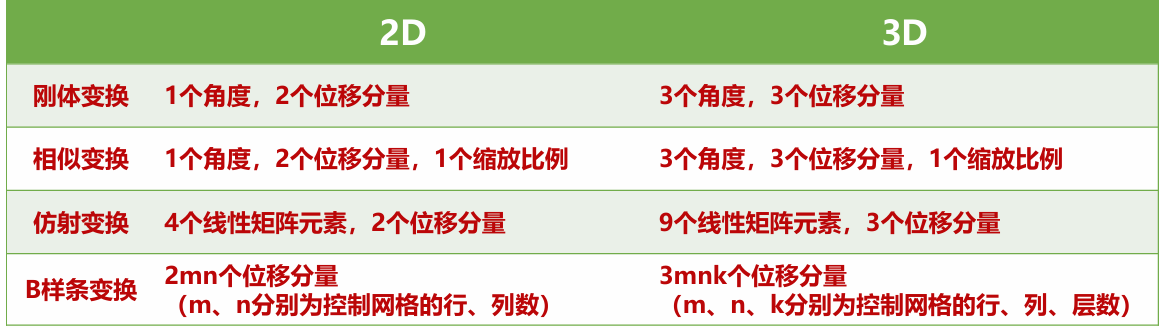 2D 3D
刚体变换 1个角度，2个位移分量 3个角度，3个位移分量
相似变换 1个角度，2个位移分量，1个缩放比例 3个角度，3个位移分量，1个缩放比例
仿射变换 4个线性矩阵元素，2个位移分量 9个线性矩阵元素，3个位移分量
B样条变换
2mn个位移分量
（m、n分别为控制网格的行、列数）
3mnk个位移分量
（m、n、k分别为控制网格的行、列、层数）